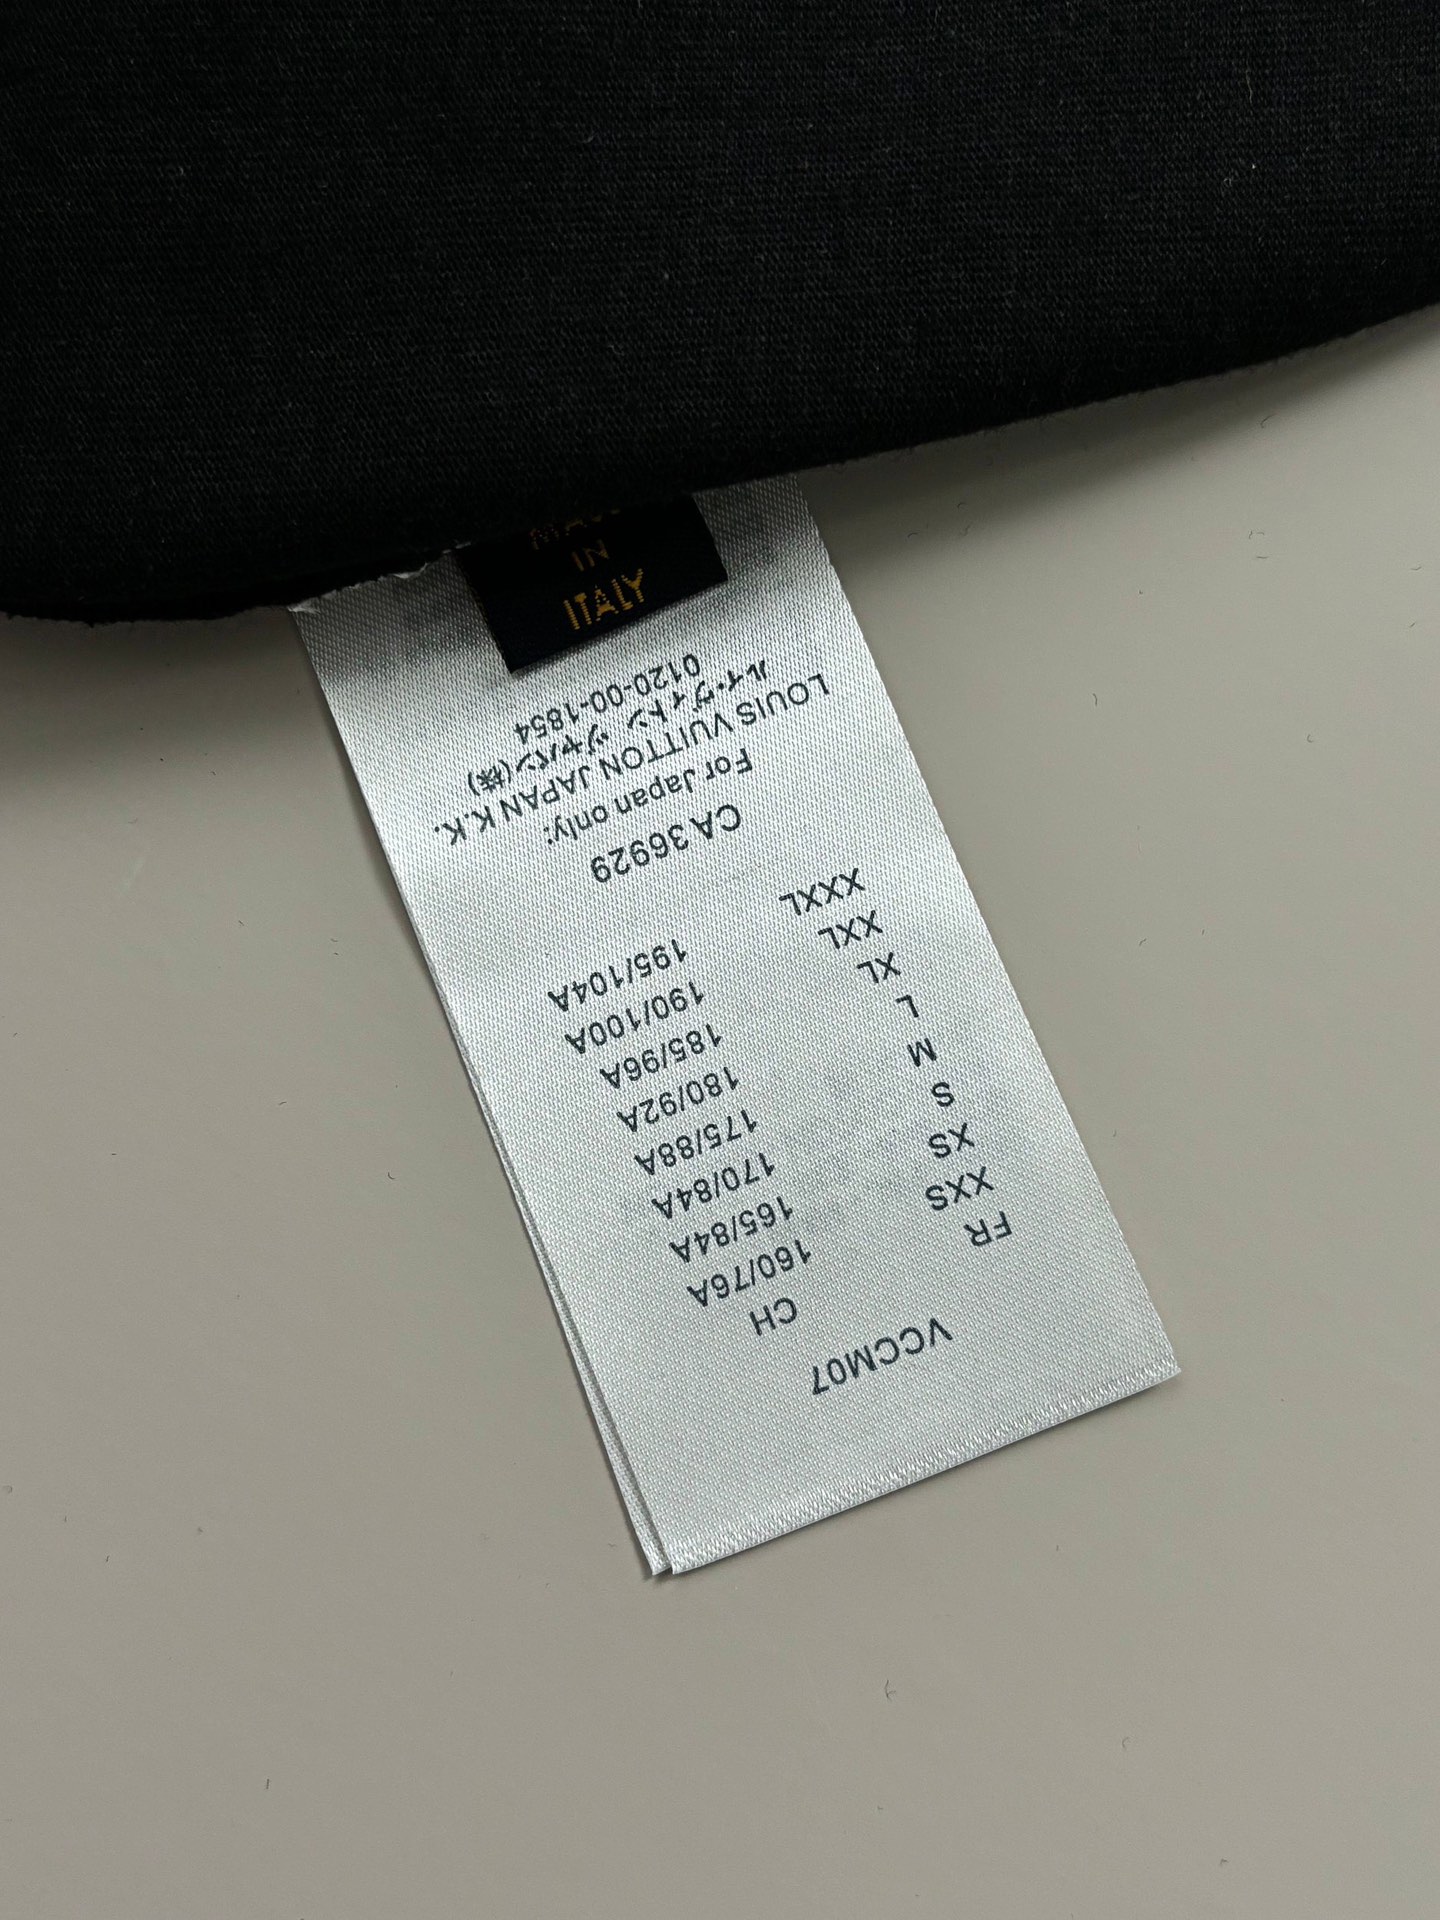 VCCM07
FR CH
XXS 160/76A
XS 165/84A
S 170/84A
M 175/88A
L 180/92A
XL 185/96A
XXL 190/100A
XXXL 195/104A
CA 36929
For Japan only:
LOUIS VUITTON JAPAN K.K.
ルイ・ヴィトン ジャパン(株)
0120-00-1854
IN
ITALY